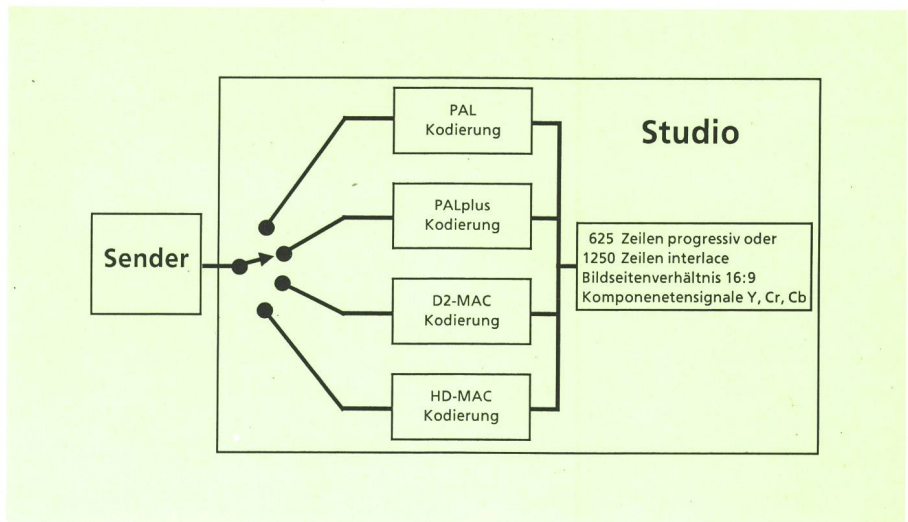 PAL
Kodierung
Studio
PALplus
Kodierung
Sender
625 Zeilen progressiv oder
1250 Zeilen interlace
Bildseitenverhältnis 16:9
Komponenetensignale Y, Cr, Cb
D2-MAC
Kodierung
HD-MAC
Kodierung